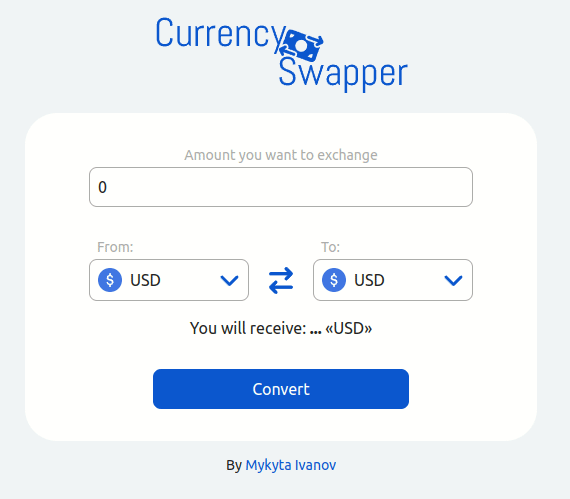 Currency
Swapper
Amount you want to exchange
0
From:
To:
$ USD
$ USD
You will receive: ... «USD»
Convert
By Mykyta Ivanov